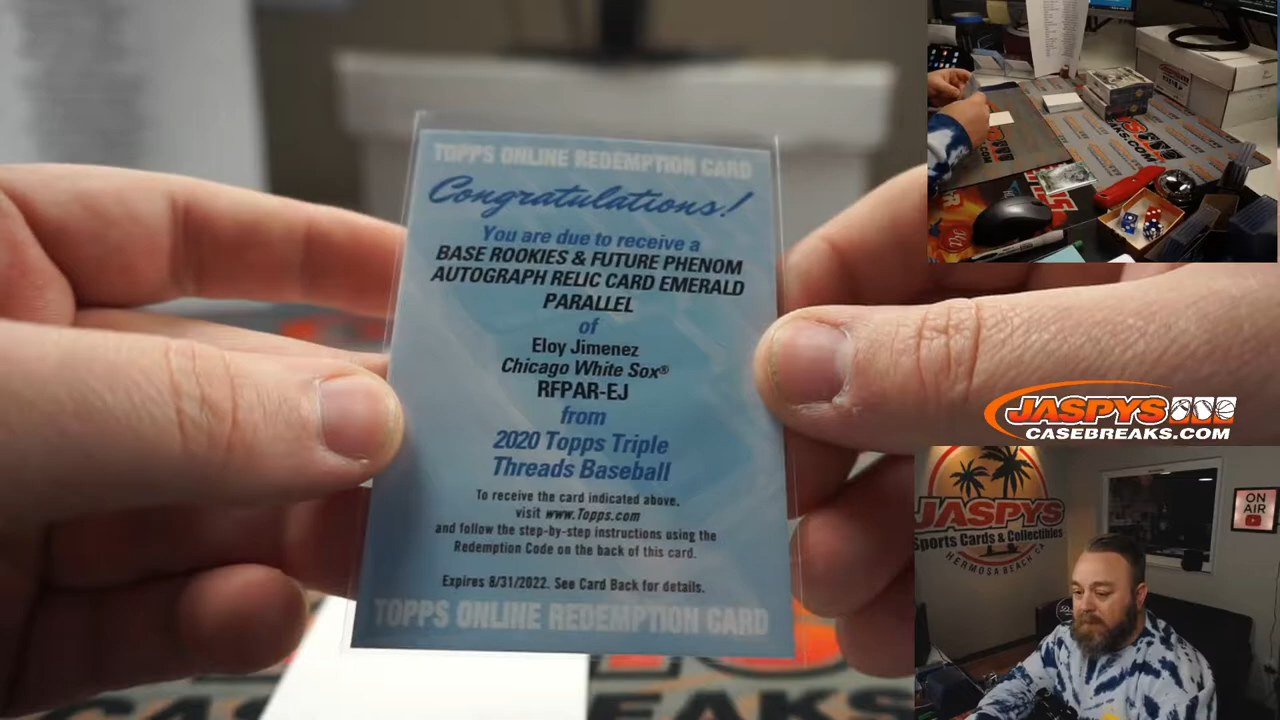 TOPPS ONLINE REDEMPTION CARD
Congratulations!
You are due to receive a
BASE ROOKIES & FUTURE PHENOM
AUTOGRAPH RELIC CARD EMERALD
PARALLEL
of
Eloy Jimenez
Chicago White Sox®
RFPAR-EJ
from
2020 Topps Triple
Threads Baseball
To receive the card indicated above,
visit www.Topps.com
and follow the step-by-step instructions using the
Redemption Code on the back of this card.
Expires 8/31/2022. See Card Back for details.
TOPPS ONLINE REDEMPTION CARD
JASPYS
CASEBREAKS.COM
JASPYS
Sports Cards & Collectibles
HERMOSA BEACH CA
ON
AIR